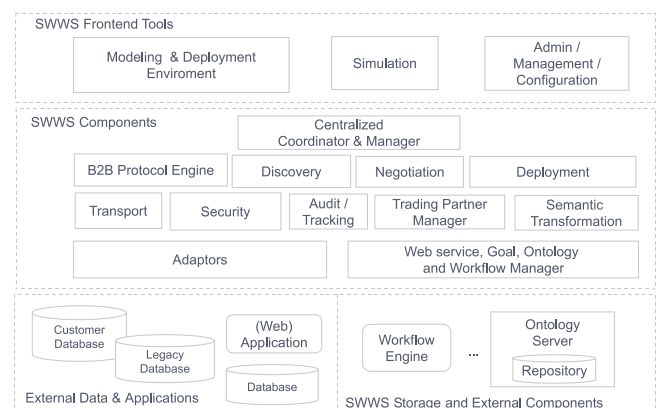 SWWS Frontend Tools
Modeling & Deployment
Enviroment
Simulation
Admin /
Management /
Configuration
SWWS Components
Centralized
Coordinator & Manager
B2B Protocol Engine
Discovery
Negotiation
Deployment
Transport
Security
Audit /
Tracking
Trading Partner
Manager
Semantic
Transformation
Adaptors
Web service, Goal, Ontology
and Workflow Manager
Customer
Database
Legacy
Database
(Web)
Application
Database
External Data & Applications
Workflow
Engine
...
Ontology
Server
Repository
SWWS Storage and External Components